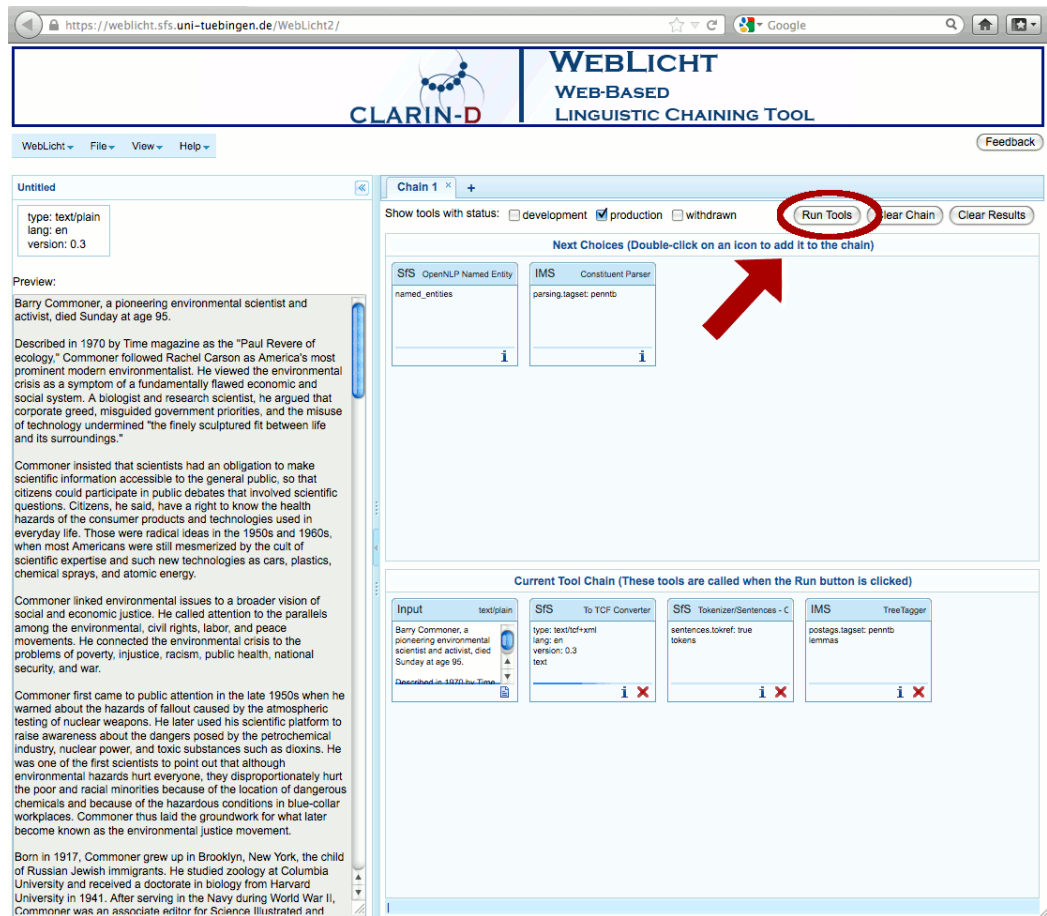 https://weblicht.sfs.uni-tuebingen.de/WebLicht2/
Google
CLARIN-D
WEBLICHT
WEB-BASED
LINGUISTIC CHAINING TOOL
WebLicht File View Help
Feedback
Untitled
type: text/plain
lang: en
version: 0.3
Preview:
Barry Commoner, a pioneering environmental scientist and
activist, died Sunday at age 95.
Described in 1970 by Time magazine as the "Paul Revere of
ecology," Commoner followed Rachel Carson as America's most
prominent modern environmentalist. He viewed the environmental
crisis as a symptom of a fundamentally flawed economic and
social system. A biologist and research scientist, he argued that
corporate greed, misguided government priorities, and the misuse
of technology undermined "the finely sculptured fit between life
and its surroundings."
Commoner insisted that scientists had an obligation to make
scientific information accessible to the general public, so that
citizens could participate in public debates that involved scientific
questions. Citizens, he said, have a right to know the health
hazards of the consumer products and technologies used in
everyday life. Those were radical ideas in the 1950s and 1960s,
when most Americans were still mesmerized by the cult of
scientific expertise and such new technologies as cars, plastics,
chemical sprays, and atomic energy.
Commoner linked environmental issues to a broader vision of
social and economic justice. He called attention to the parallels
among the environmental, civil rights, labor, and peace
movements. He connected the environmental crisis to the
problems of poverty, injustice, racism, public health, national
security, and war.
Commoner first came to public attention in the late 1950s when he
warned about the hazards of fallout caused by the atmospheric
testing of nuclear weapons. He later used his scientific platform to
raise awareness about the dangers posed by the petrochemical
industry, nuclear power, and toxic substances such as dioxins. He
was one of the first scientists to point out that although
environmental hazards hurt everyone, they disproportionately hurt
the poor and racial minorities because of the location of dangerous
chemicals and because of the hazardous conditions in blue-collar
workplaces. Commoner thus laid the groundwork for what later
become known as the environmental justice movement.
Born in 1917, Commoner grew up in Brooklyn, New York, the child
of Russian Jewish immigrants. He studied zoology at Columbia
University and received a doctorate in biology from Harvard
University in 1941. After serving in the Navy during World War II,
Commoner was an associate editor for Science Illustrated and
Chain 1 × +
Show tools with status: development production withdrawn
Run Tools Clear Chain Clear Results
Next Choices (Double-click on an icon to add it to the chain)
SfS OpenNLP Named Entity
named_entities
i
IMS Constituent Parser
parsing.tagset: penntb
i
Current Tool Chain (These tools are called when the Run button is clicked)
Input text/plain
Barry Commoner, a
pioneering environmental
scientist and activist, died
Sunday at age 95.
Described in 1970 by Time
SfS To TCF Converter
type: text/tcf+xml
lang: en
version: 0.3
text
i
SfS Tokenizer/Sentences - C
sentences.tokref: true
tokens
i
IMS TreeTagger
postags.tagset: penntb
lemmas
i